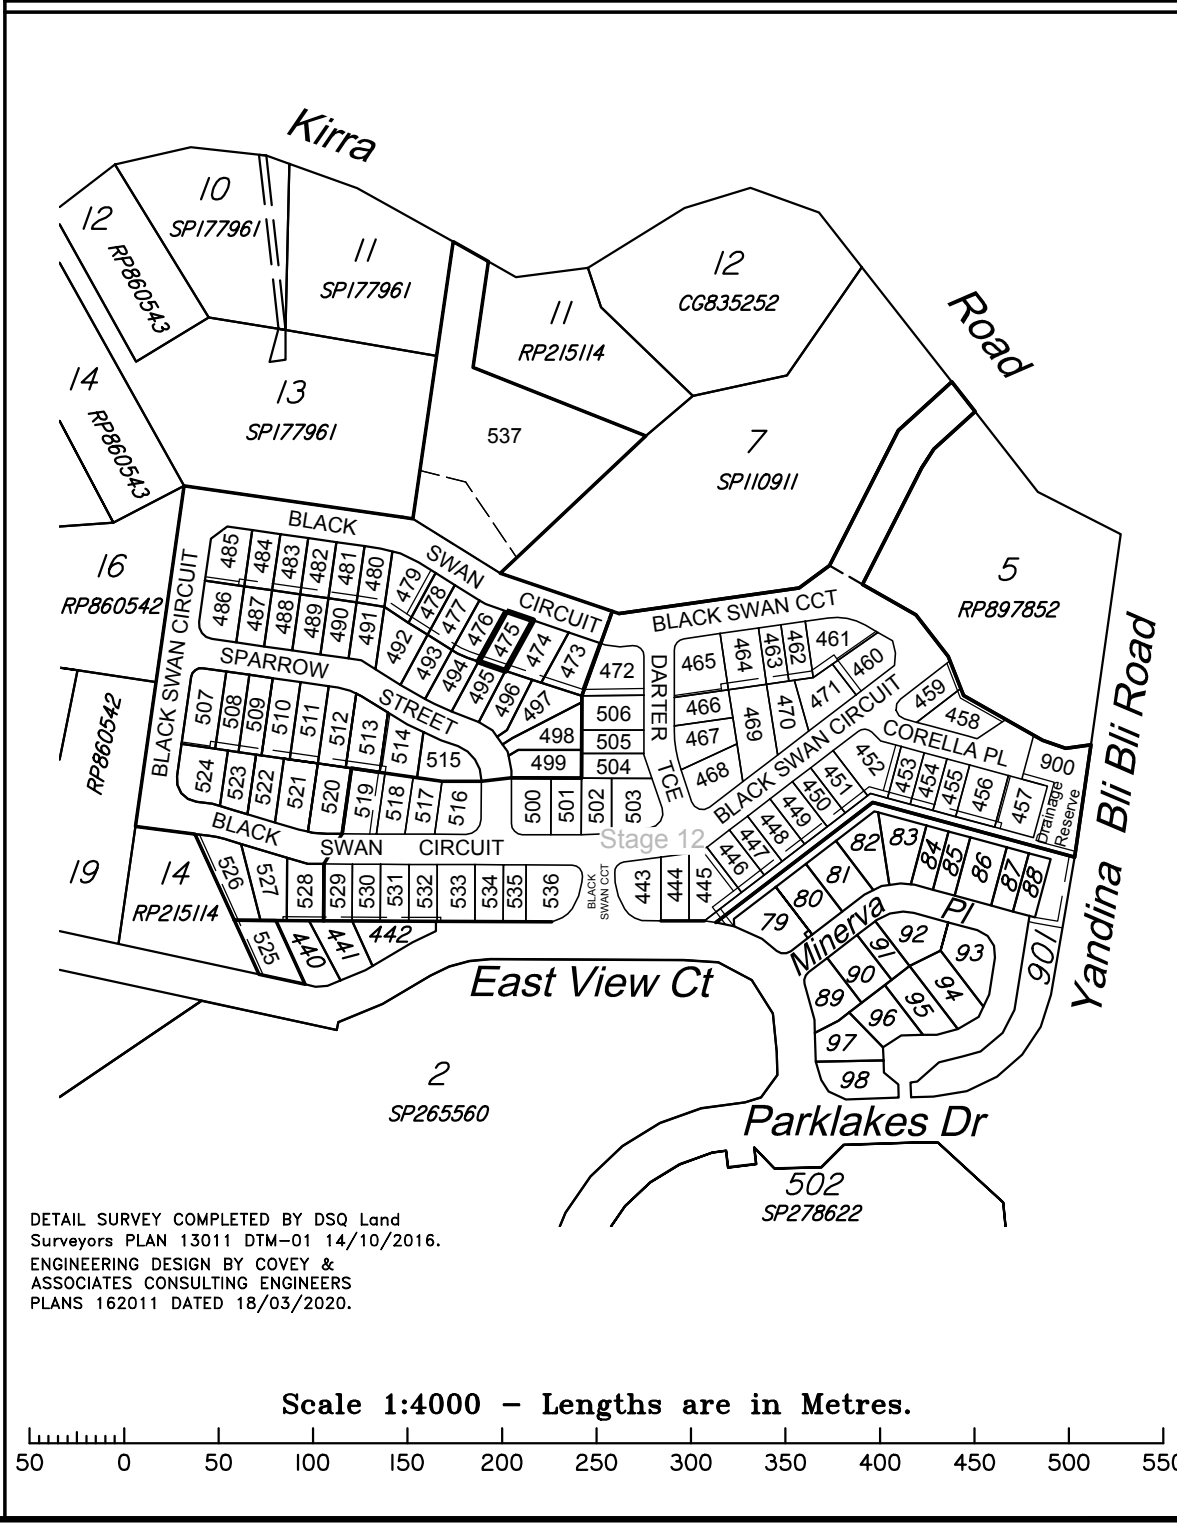 Kirra
10
SP177961
12
RP860543
11
SP177961
12
CG835252
11
RP215114
Road
14
RP860543
13
SP177961
537
7
SP110911
BLACK
SWAN
CIRCUIT
BLACK SWAN CCT
5
RP897852
16
RP860542
BLACK SWAN CIRCUIT
485
484
483
482
481
480
479
478
477
476
475
474
473
472
486
487
488
489
490
491
492
493
494
495
496
497
498
499
SPARROW
STREET
DARTER
TCE
465
464
463
462
461
460
459
458
466
467
468
469
470
471
BLACK SWAN CIRCUIT
CORELLA PL
506
505
504
507
508
509
510
511
512
513
514
515
RP860542
524
523
522
521
520
519
518
517
516
500
501
502
503
452
451
450
449
448
447
446
453
454
455
456
457
900
Drainage
Reserve
Yandina Bli Bli Road
BLACK
SWAN
CIRCUIT
Stage 12
BLACK
SWAN CCT
19
14
RP215114
526
527
528
529
530
531
532
533
534
535
536
443
444
445
525
440
441
442
82
83
84
85
86
87
88
81
80
79
Minerva
Pl
92
93
91
90
89
94
95
96
97
98
901
East View Ct
2
SP265560
Parklakes Dr
502
SP278622
DETAIL SURVEY COMPLETED BY DSQ Land
Surveyors PLAN 13011 DTM-01 14/10/2016.
ENGINEERING DESIGN BY COVEY &
ASSOCIATES CONSULTING ENGINEERS
PLANS 162011 DATED 18/03/2020.
Scale 1:4000 - Lengths are in Metres.
50 0 50 100 150 200 250 300 350 400 450 500 550